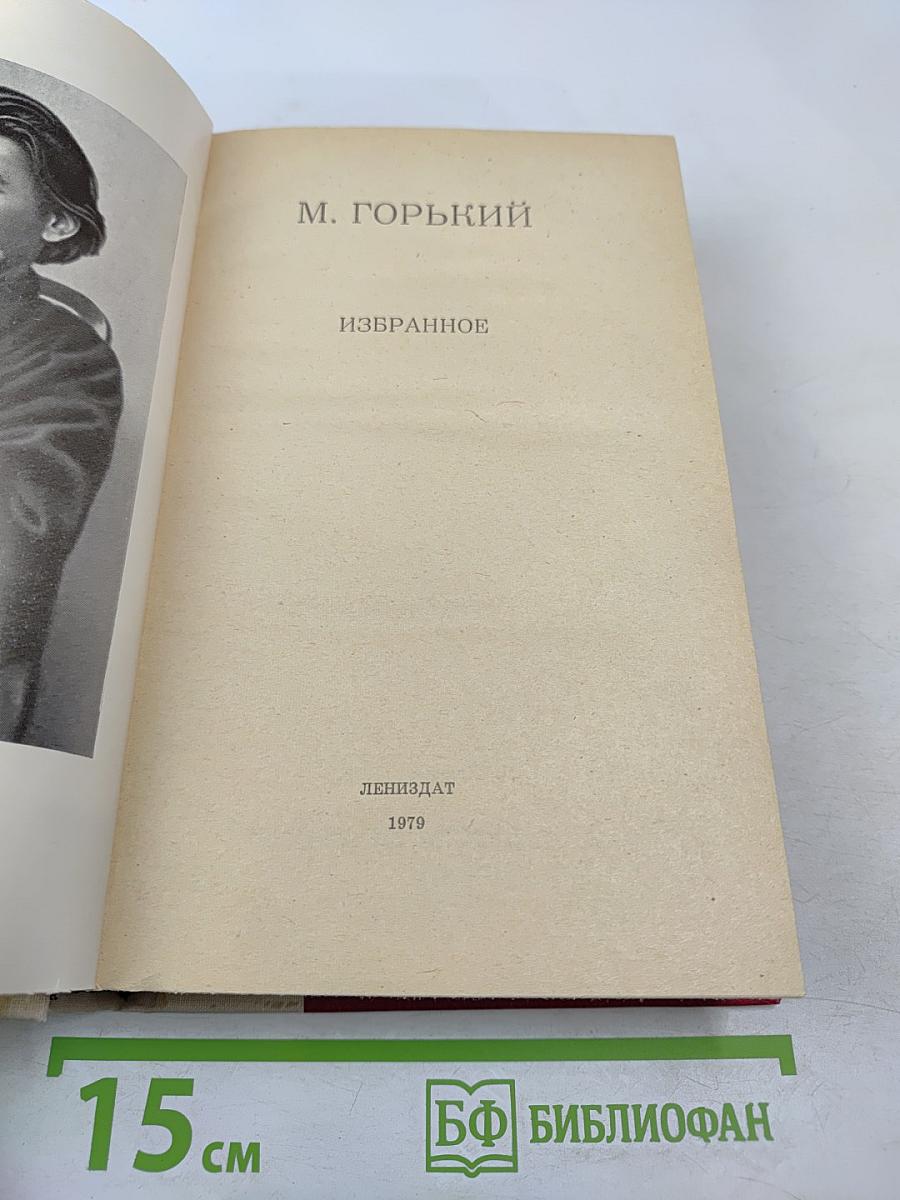 М. ГОРЬКИЙ
ИЗБРАННОЕ
ЛЕНИЗДАТ
1979
15 см
БФ БИБЛИОФАН